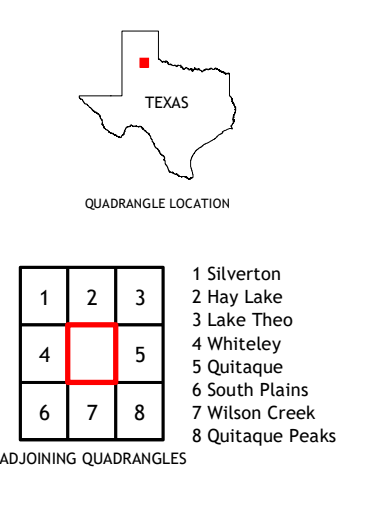 TEXAS
QUADRANGLE LOCATION
1 2 3
4 5
6 7 8
ADJOINING QUADRANGLES
1 Silverton
2 Hay Lake
3 Lake Theo
4 Whiteley
5 Quitaque
6 South Plains
7 Wilson Creek
8 Quitaque Peaks